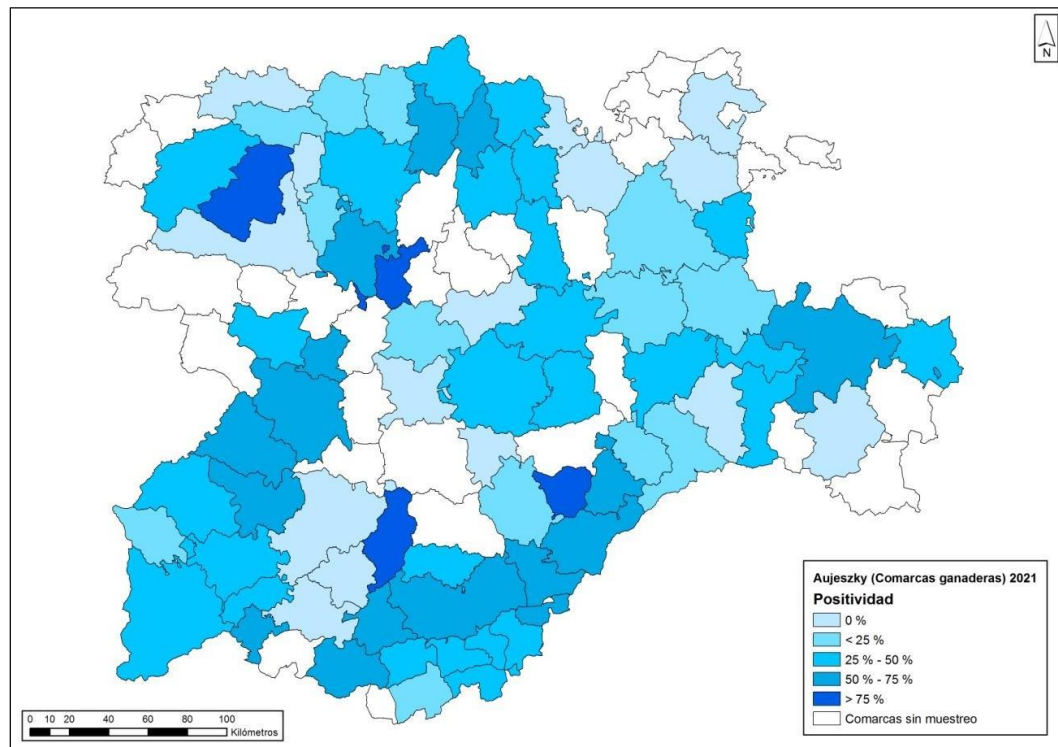 N
Aujeszky (Comarcas ganaderas) 2021
Positividad
0 %
< 25 %
25 % - 50 %
50 % - 75 %
> 75 %
Comarcas sin muestreo
0 10 20 40 60 80 100
Kilómetros